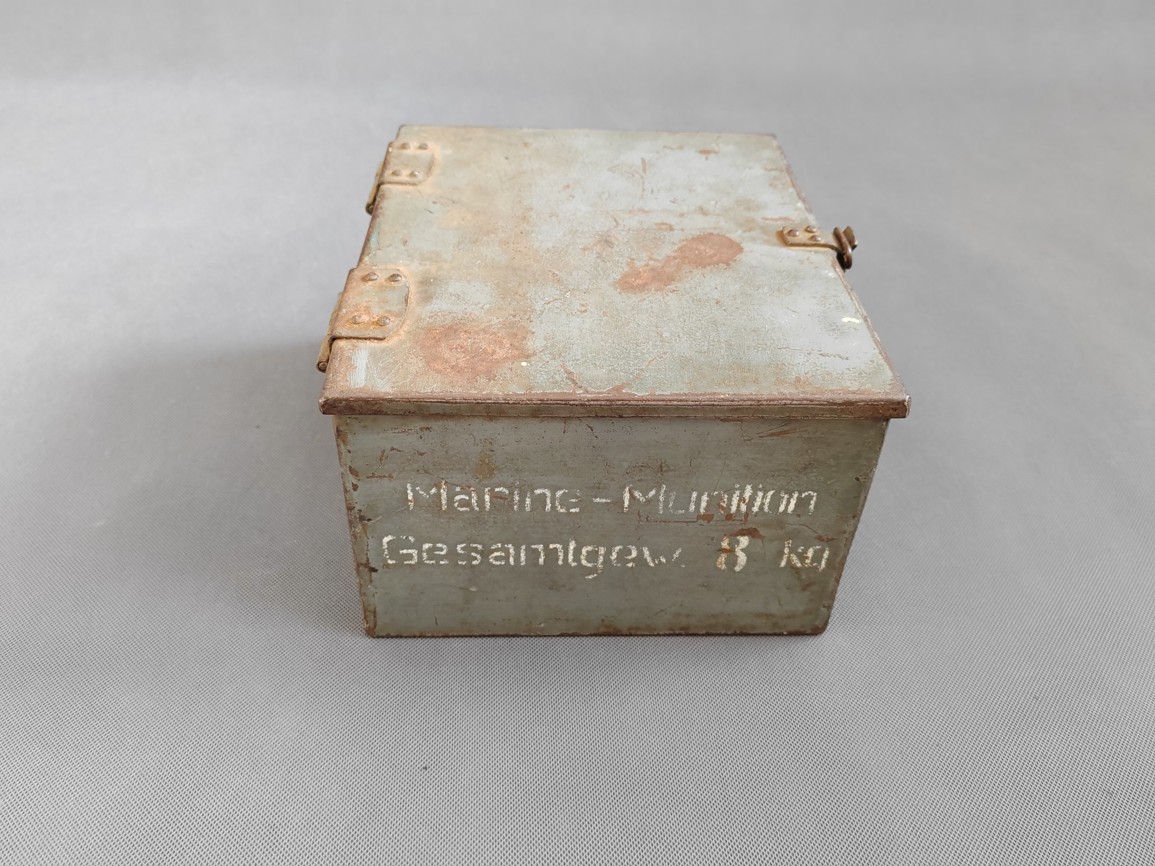 Marine-Munition
Gesamtgew. 8 kg